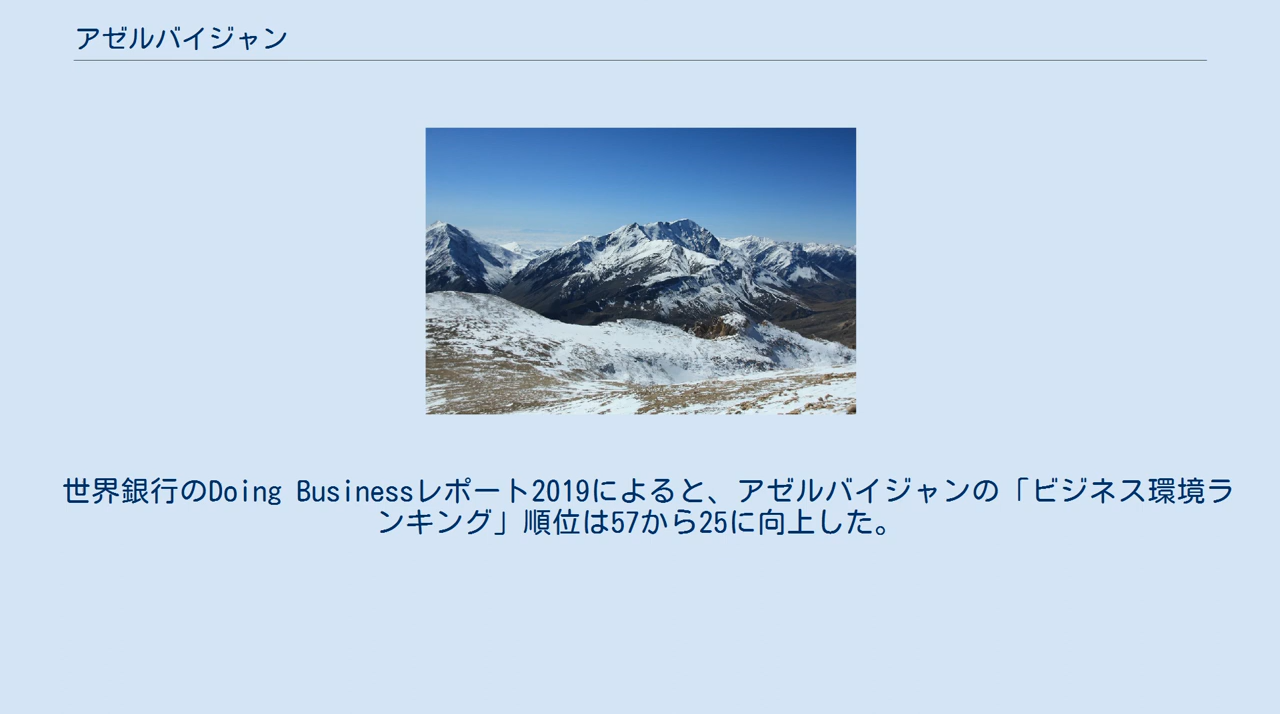 アゼルバイジャン
世界銀行のDoing Businessレポート2019によると、アゼルバイジャンの「ビジネス環境ラ
ンキング」順位は57から25に向上した。